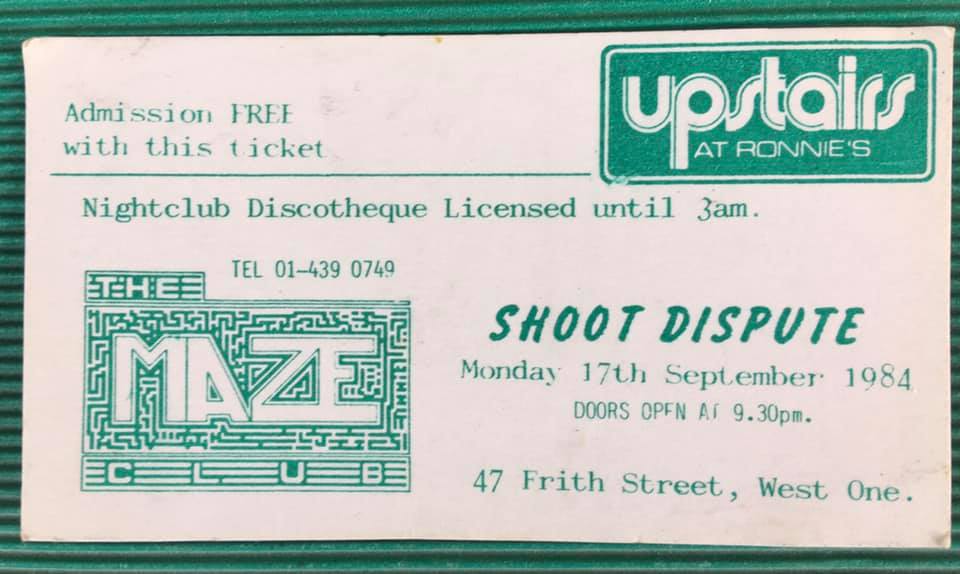 upstairs
AT RONNIE'S
Admission FREE
with this ticket
Nightclub Discotheque Licensed until 3am.
TEL 01-439 0749
THE
MAZE
CLUB
SHOOT DISPUTE
Monday 17th September 1984
DOORS OPEN AT 9.30pm.
47 Frith Street, West One.